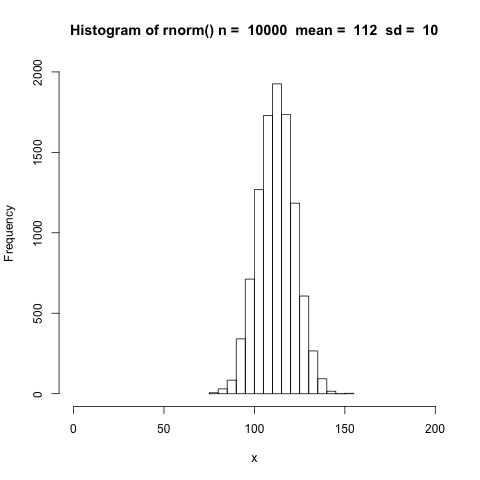 Histogram of rnorm() n =  10000  mean =  112  sd =  10
2000
1500
1000
500
0
Frequency
0 50 100 150 200
x